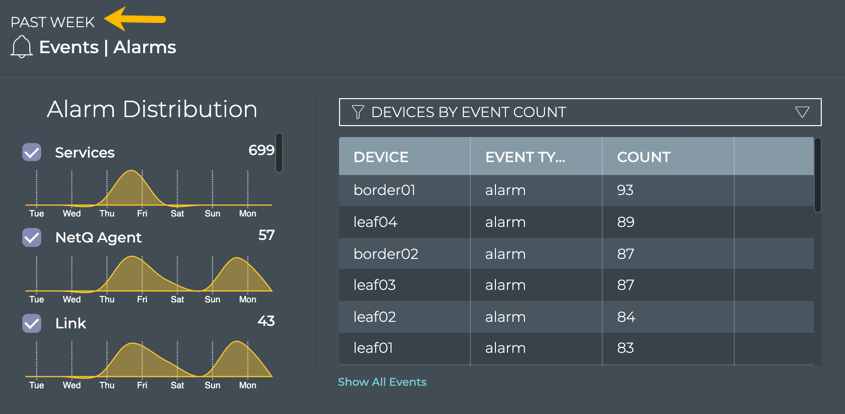 PAST WEEK
Events | Alarms
Alarm Distribution
Services 699
Tue Wed Thu Fri Sat Sun Mon
NetQ Agent 57
Tue Wed Thu Fri Sat Sun Mon
Link 43
Tue Wed Thu Fri Sat Sun Mon
DEVICES BY EVENT COUNT
DEVICE EVENT TY... COUNT
border01 alarm 93
leaf04 alarm 89
border02 alarm 87
leaf03 alarm 87
leaf02 alarm 84
leaf01 alarm 83
Show All Events